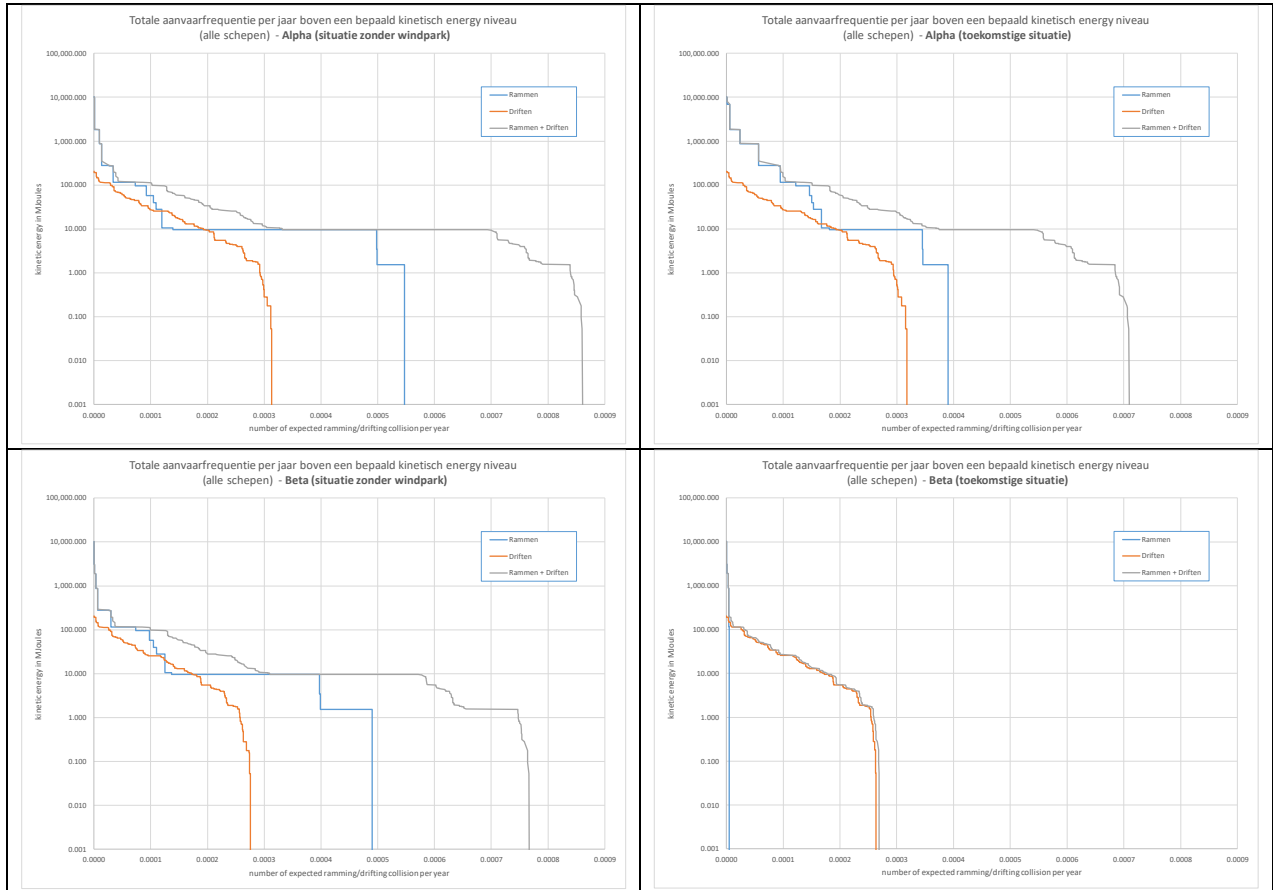 Totale aanvaarfrequentie per jaar boven een bepaald kinetisch energy niveau
(alle schepen) - Alpha (situatie zonder windpark)
100,000.000
10,000.000
1,000.000
100.000
10.000
1.000
0.100
0.010
0.001
kinetic energy in MJoules
Rammen
Driften
Rammen + Driften
0.0000 0.0001 0.0002 0.0003 0.0004 0.0005 0.0006 0.0007 0.0008 0.0009
number of expected ramming/drifting collision per year
Totale aanvaarfrequentie per jaar boven een bepaald kinetisch energy niveau
(alle schepen) - Alpha (toekomstige situatie)
100,000.000
10,000.000
1,000.000
100.000
10.000
1.000
0.100
0.010
0.001
kinetic energy in MJoules
Rammen
Driften
Rammen + Driften
0.0000 0.0001 0.0002 0.0003 0.0004 0.0005 0.0006 0.0007 0.0008 0.0009
number of expected ramming/drifting collision per year
Totale aanvaarfrequentie per jaar boven een bepaald kinetisch energy niveau
(alle schepen) - Beta (situatie zonder windpark)
100,000.000
10,000.000
1,000.000
100.000
10.000
1.000
0.100
0.010
0.001
kinetic energy in MJoules
Rammen
Driften
Rammen + Driften
0.0000 0.0001 0.0002 0.0003 0.0004 0.0005 0.0006 0.0007 0.0008 0.0009
number of expected ramming/drifting collision per year
Totale aanvaarfrequentie per jaar boven een bepaald kinetisch energy niveau
(alle schepen) - Beta (toekomstige situatie)
100,000.000
10,000.000
1,000.000
100.000
10.000
1.000
0.100
0.010
0.001
kinetic energy in MJoules
Rammen
Driften
Rammen + Driften
0.0000 0.0001 0.0002 0.0003 0.0004 0.0005 0.0006 0.0007 0.0008 0.0009
number of expected ramming/drifting collision per year